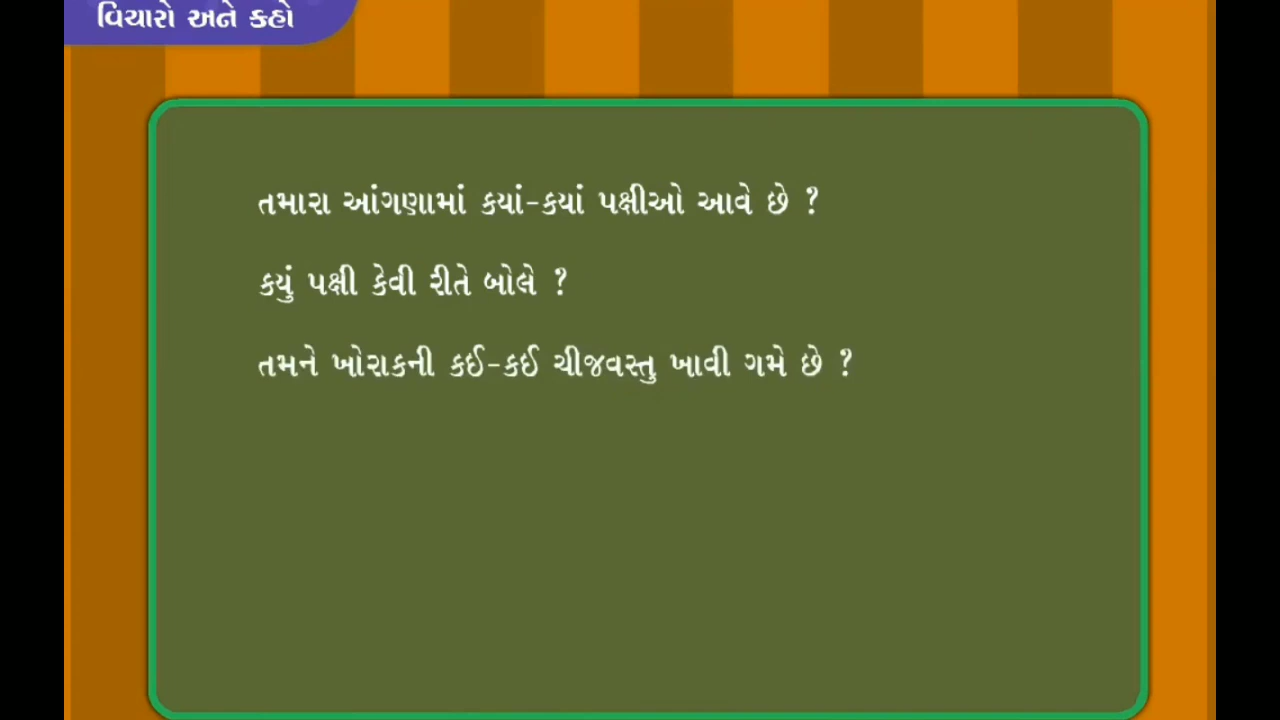 વિચારો અને કહો
તમારા આંગણામાં કયાં-કયાં પક્ષીઓ આવે છે ?
કયું પક્ષી કેવી રીતે બોલે ?
તમને ખોરાકની કઈ-કઈ ચીજવસ્તુ ખાવી ગમે છે ?